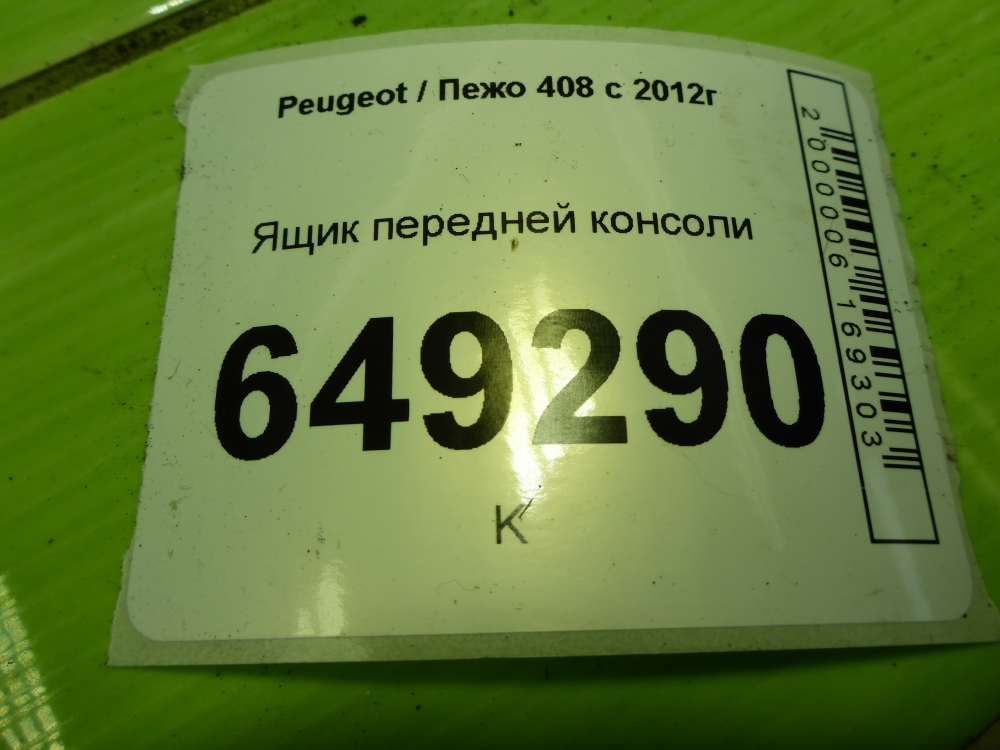 Peugeot / Пежо 408 с 2012г
Ящик передней консоли
649290
К
2000006169303